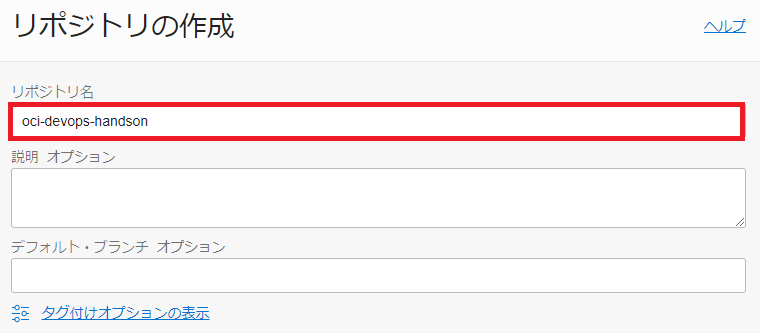 リポジトリの作成
ヘルプ
リポジトリ名
oci-devops-handson
説明 オプション
デフォルト・ブランチ オプション
タグ付けオプションの表示